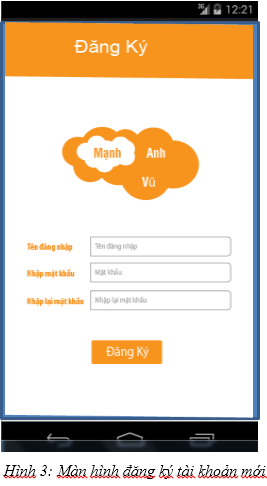 3G 12:21
Đăng Ký
Mạnh Anh
Vũ
Tên đăng nhập Tên đăng nhập
Nhập mật khẩu Mật khẩu
Nhập lại mật khẩu Nhập lại mật khẩu
Đăng Ký
Hình 3: Màn hình đăng ký tài khoản mới